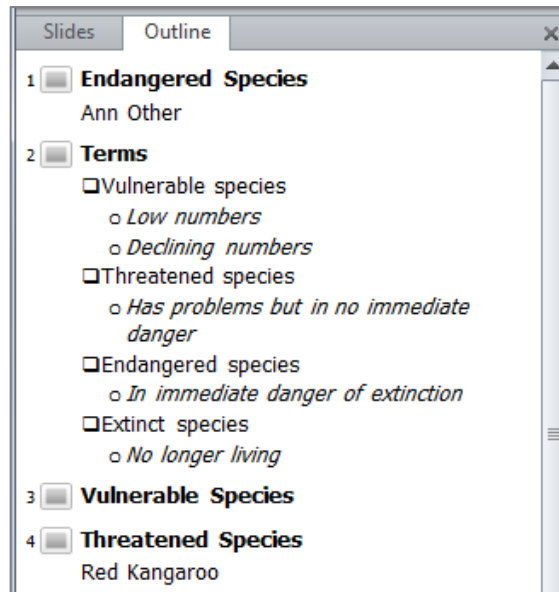 Slides Outline
1 Endangered Species
Ann Other
2 Terms
❑Vulnerable species
o Low numbers
o Declining numbers
❑Threatened species
o Has problems but in no immediate
danger
❑Endangered species
o In immediate danger of extinction
❑Extinct species
o No longer living
3 Vulnerable Species
4 Threatened Species
Red Kangaroo